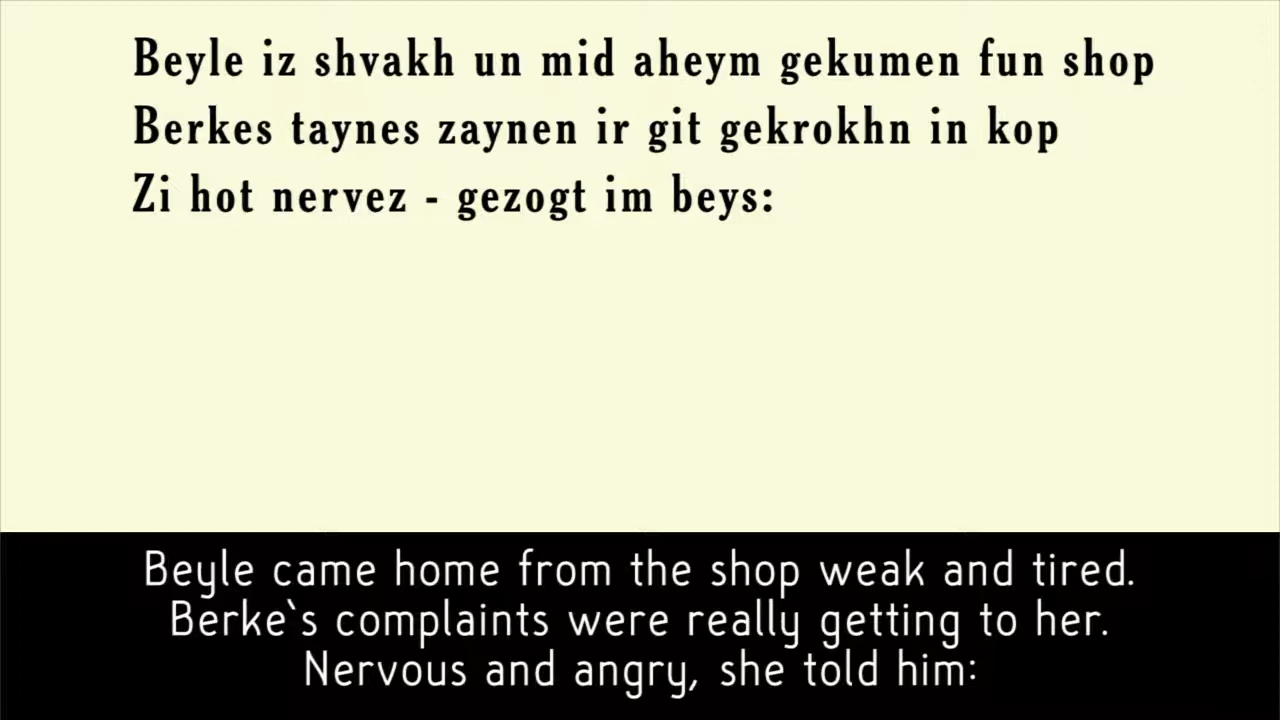 Beyle iz shvakh un mid aheym gekumen fun shop
Berkes taynes zaynen ir git gekrokhn in kop
Zi hot nervez - gezogt im beys:
Beyle came home from the shop weak and tired.
Berke`s complaints were really getting to her.
Nervous and angry, she told him: